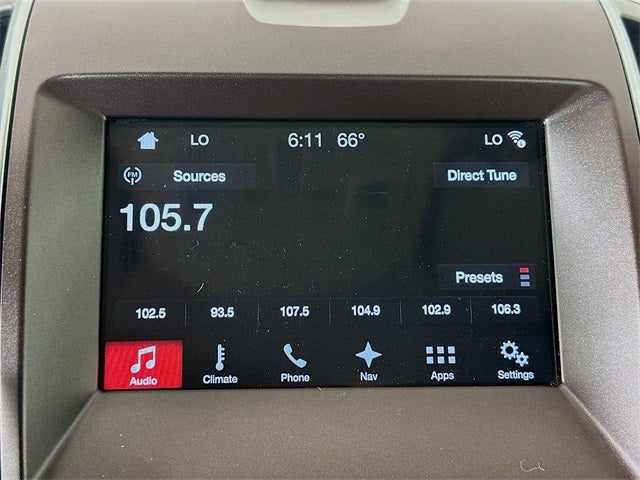 LO 6:11 66° LO
FM Sources Direct Tune
105.7
Presets
102.5 93.5 107.5 104.9 102.9 106.3
Audio Climate Phone Nav Apps Settings